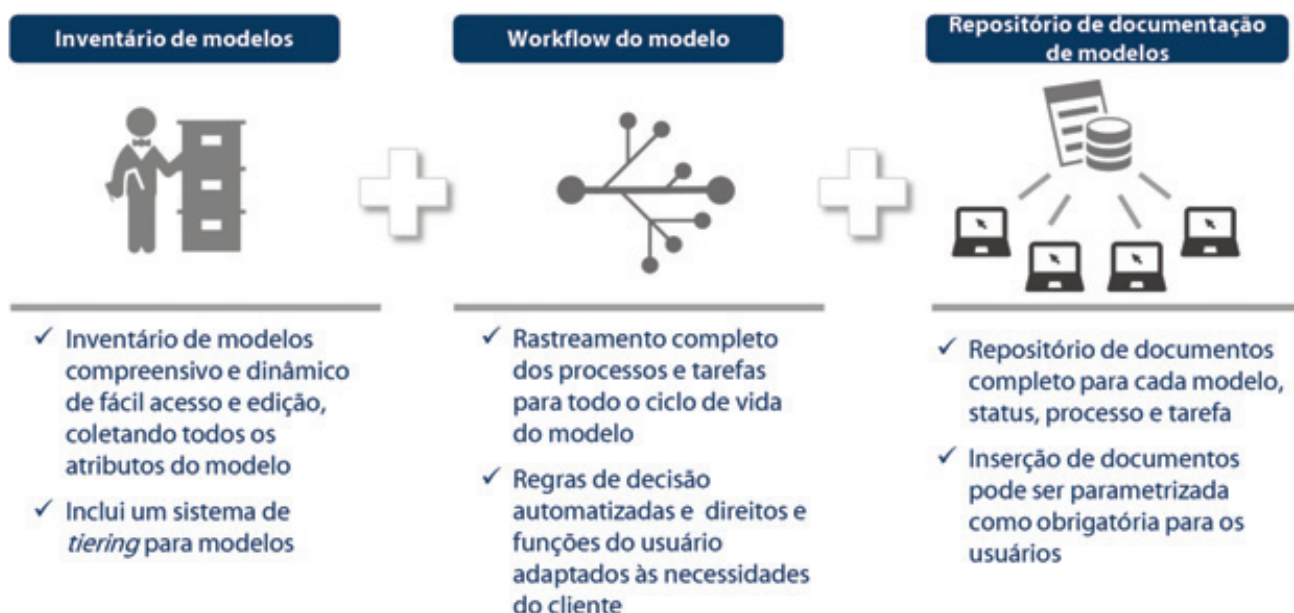 Inventário de modelos
Workflow do modelo
Repositório de documentação
de modelos
✓ Inventário de modelos
compreensivo e dinâmico
de fácil acesso e edição,
coletando todos os
atributos do modelo
✓ Inclui um sistema de
tiering para modelos
✓ Rastreamento completo
dos processos e tarefas
para todo o ciclo de vida
do modelo
✓ Regras de decisão
automatizadas e direitos e
funções do usuário
adaptados às necessidades
do cliente
✓ Repositório de documentos
completo para cada modelo,
status, processo e tarefa
✓ Inserção de documentos
pode ser parametrizada
como obrigatória para os
usuários